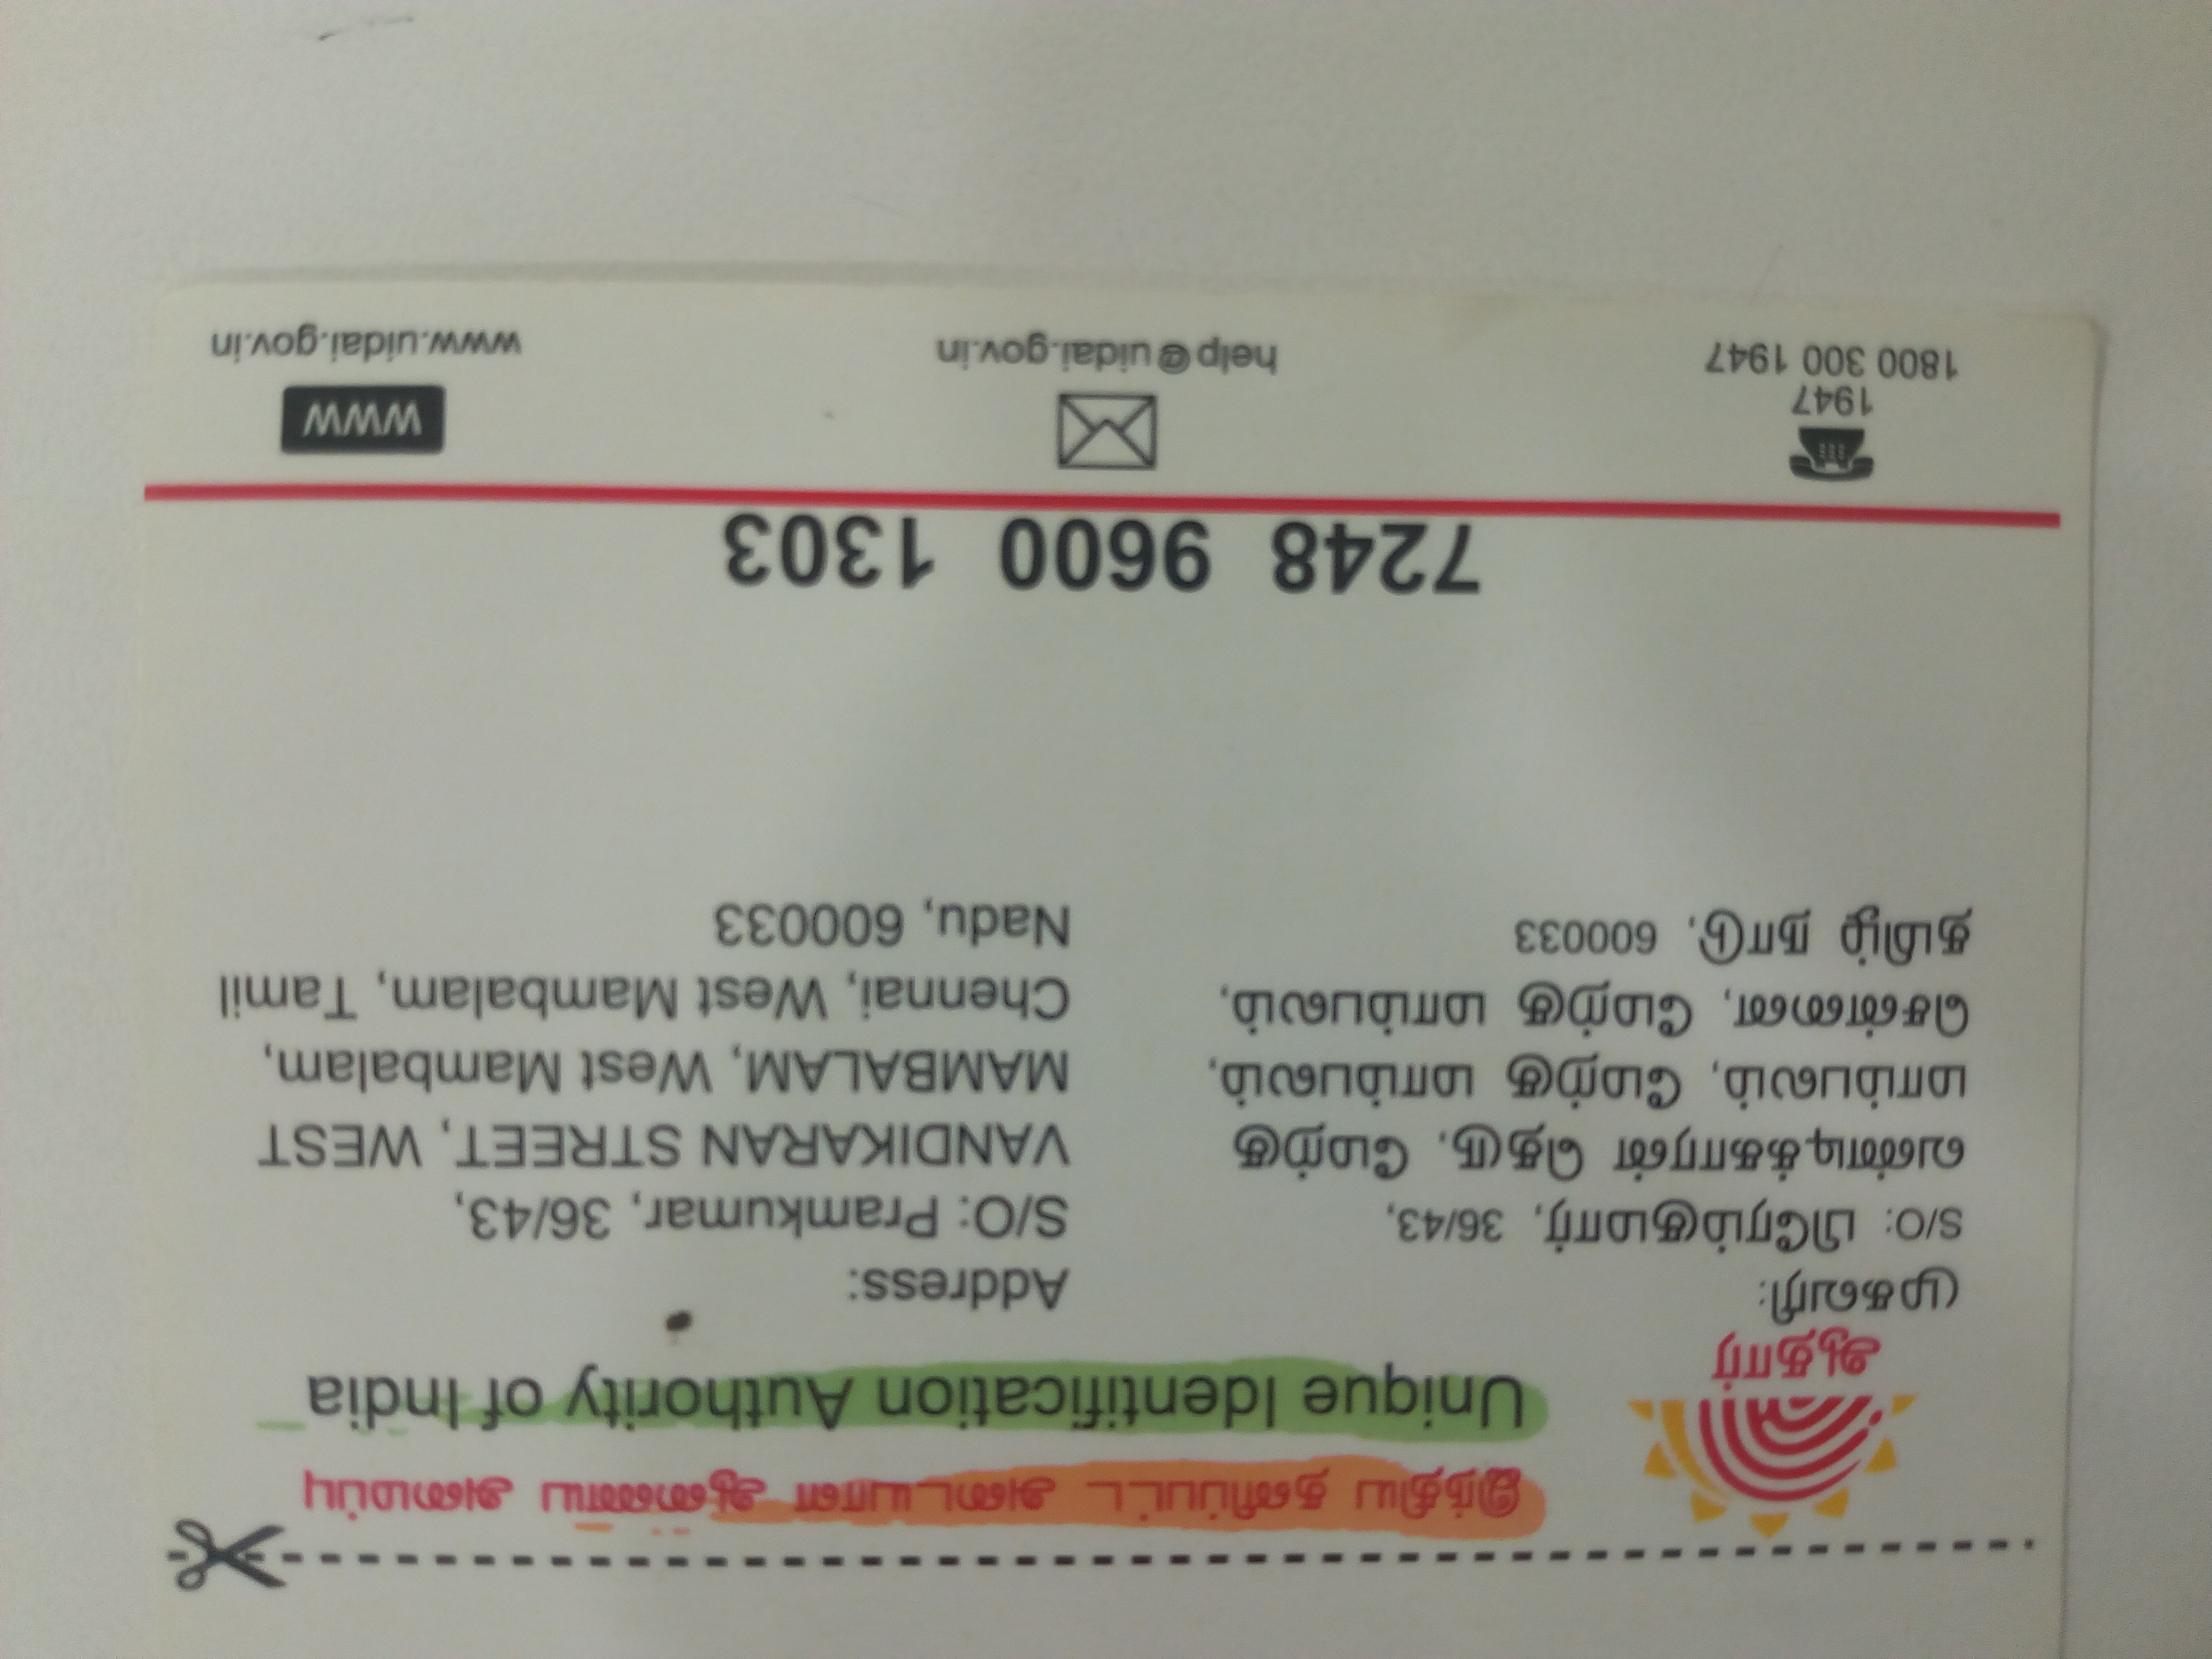 இந்திய தனிப்பட்ட அடையாள ஆணைய அமைப்பு
Unique Identification Authority of India
ஆதார்
முகவரி:
S/O: பிரேம்குமார், 36/43,
வண்டிக்காரன் தெரு, மேற்கு
மாம்பலம், மேற்கு மாம்பலம்,
சென்னை, மேற்கு மாம்பலம்,
தமிழ் நாடு, 600033
Address:
S/O: Pramkumar, 36/43,
VANDIKARAN STREET, WEST
MAMBALAM, West Mambalam,
Chennai, West Mambalam, Tamil
Nadu, 600033
7248 9600 1303
1947
1800 300 1947
help@uidai.gov.in
WWW
www.uidai.gov.in